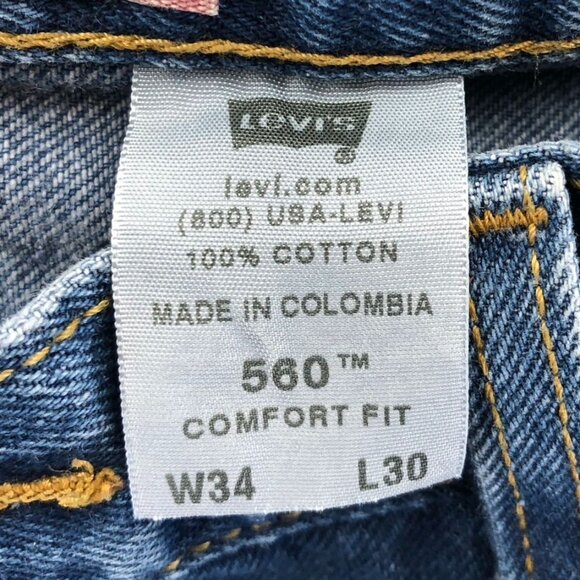 LEVI'S ®
levi.com
(800) USA-LEVI
100% COTTON
MADE IN COLOMBIA
560™
COMFORT FIT
W34 L30